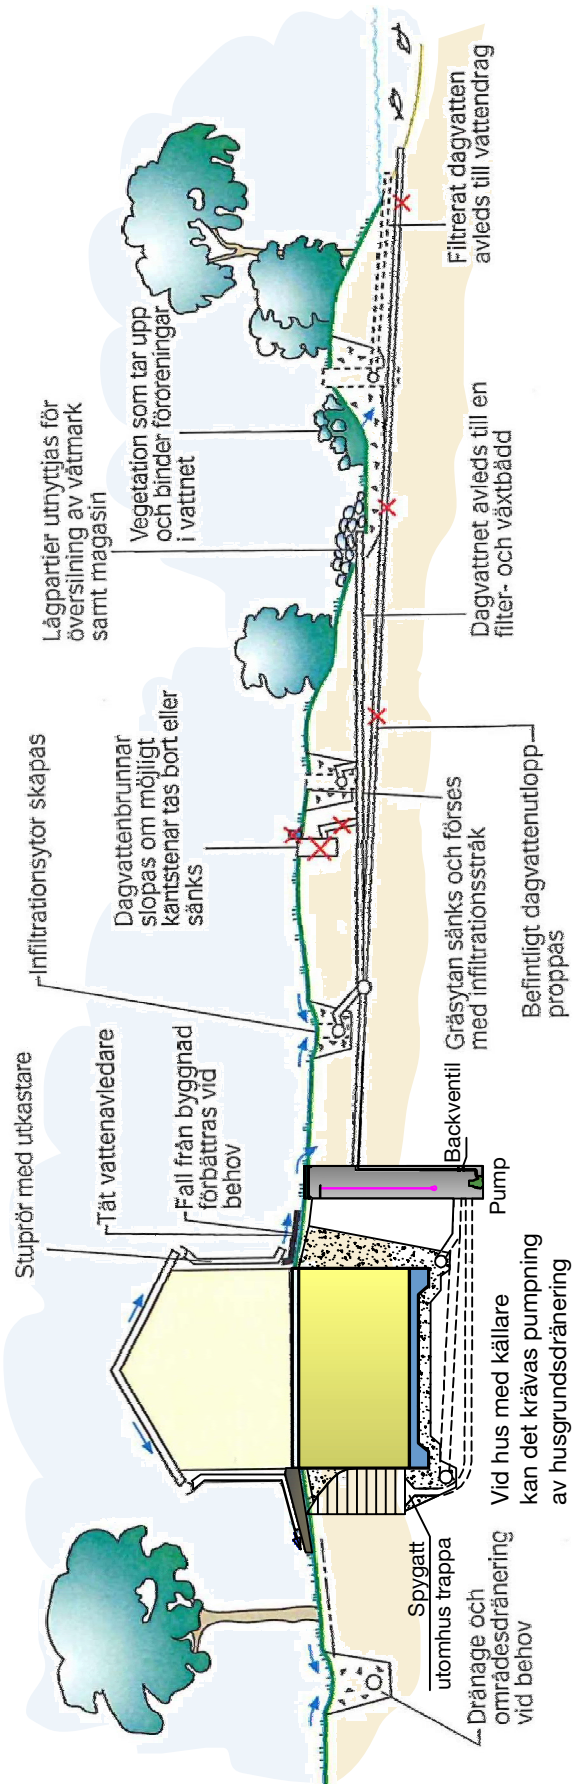 Stuprör med utkastare
Tät vattenavledare
Fall från byggnad
förbättras vid
behov
Infiltrationsytor skapas
Dagvattenbrunnar
slopas om möjligt
kantstenar tas bort eller
sänks
Lågpartier utnyttjas för
översilning av våtmark
samt magasin
Vegetation som tar upp
och binder föroreningar
i vattnet
Dränage och
områdesdränering
vid behov
Spygatt
utomhus trappa
Vid hus med källare
kan det krävas pumpning
av husgrundsdränering
Pump
Backventil
Gräsytan sänks och förses
med infiltrationsstråk
Befintligt dagvattenutlopp
proppas
Dagvattnet avleds till en
filter- och växtbädd
Filtrerat dagvatten
avleds till vattendrag